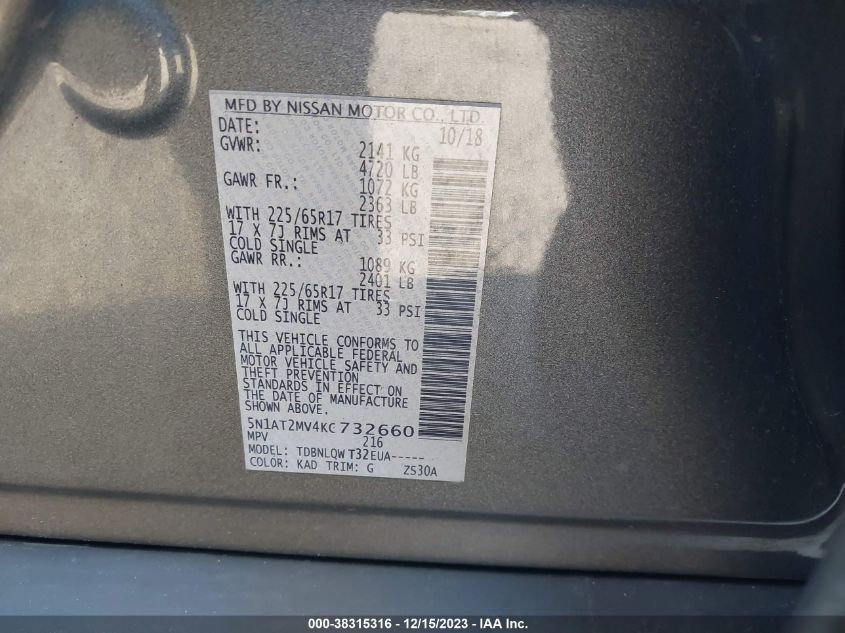 MFD BY NISSAN MOTOR CO., LTD.
DATE: 10/18
GVWR: 2141 KG
4720 LB
GAWR FR.: 1072 KG
2363 LB
WITH 225/65R17 TIRES
17 X 7J RIMS AT 33 PSI
COLD SINGLE
GAWR RR.: 1089 KG
2401 LB
WITH 225/65R17 TIRES
17 X 7J RIMS AT 33 PSI
COLD SINGLE
THIS VEHICLE CONFORMS TO
ALL APPLICABLE FEDERAL
MOTOR VEHICLE SAFETY AND
THEFT PREVENTION
STANDARDS IN EFFECT ON
THE DATE OF MANUFACTURE
SHOWN ABOVE.
5N1AT2MV4KC732660
MPV 216
MODEL: TDBNLQW T32EUA-----
COLOR: KAD TRIM: G ZS30A
000-38315316 - 12/15/2023 - IAA Inc.